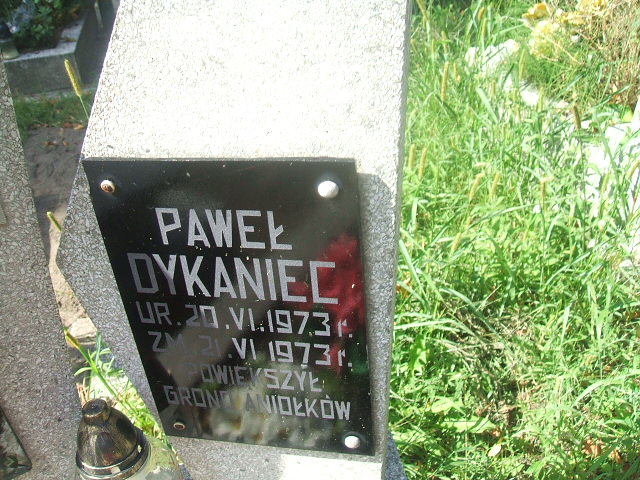 PAWEŁ
DYKANIEC
UR. 20.VI.1973 r.
ZM. 21.VI 1973 r.
POWIĘKSZYŁ
GRONO ANIOŁKÓW